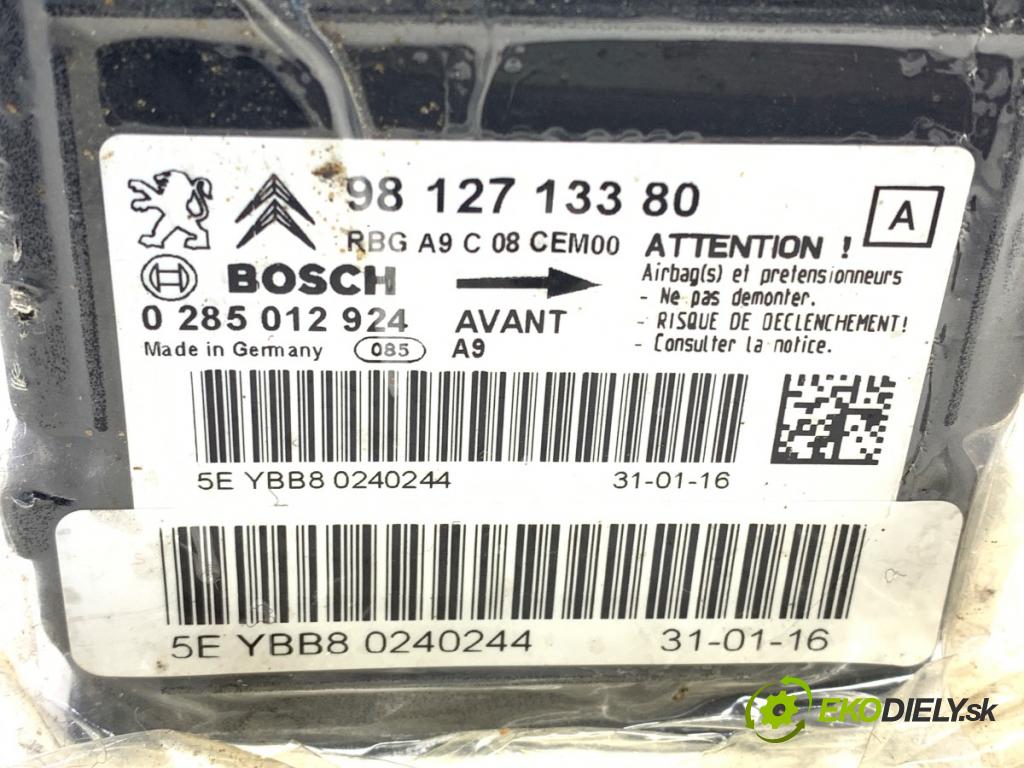 98 127 133 80
A
RBG A9 C 08 CEM00
ATTENTION !
BOSCH
Airbag(s) et pretensionneurs
- Ne pas demonter.
0 285 012 924
AVANT
- RISQUE DE DECLENCHEMENT!
Made in Germany 085 A9
- Consulter la notice.
5E YBB8 0240244 31-01-16
5E YBB8 0240244 31-01-16
EKODIELY.sk